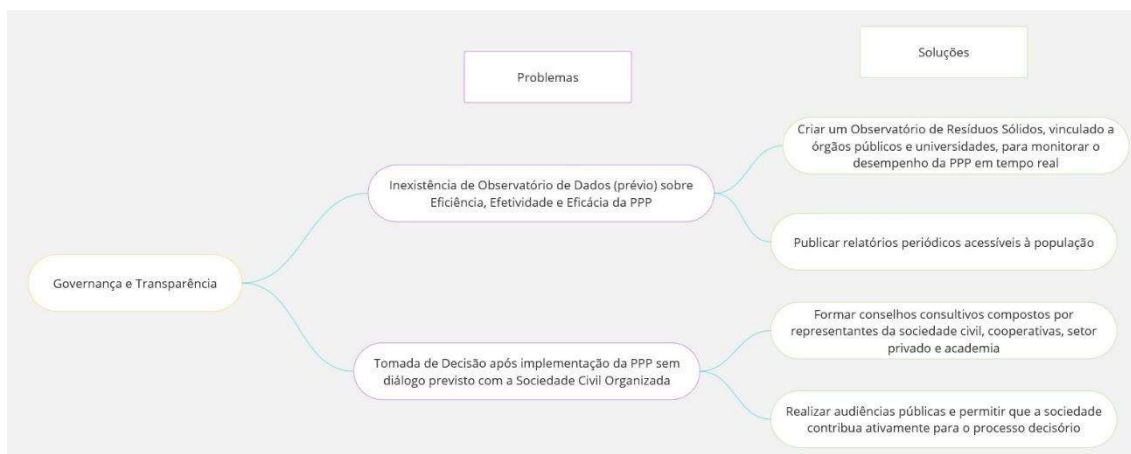 Problemas
Soluções
Governança e Transparência
Inexistência de Observatório de Dados (prévio) sobre
Eficiência, Efetividade e Eficácia da PPP
Criar um Observatório de Resíduos Sólidos, vinculado a
órgãos públicos e universidades, para monitorar o
desempenho da PPP em tempo real
Publicar relatórios periódicos acessíveis à população
Tomada de Decisão após implementação da PPP sem
diálogo previsto com a Sociedade Civil Organizada
Formar conselhos consultivos compostos por
representantes da sociedade civil, cooperativas, setor
privado e academia
Realizar audiências públicas e permitir que a sociedade
contribua ativamente para o processo decisório